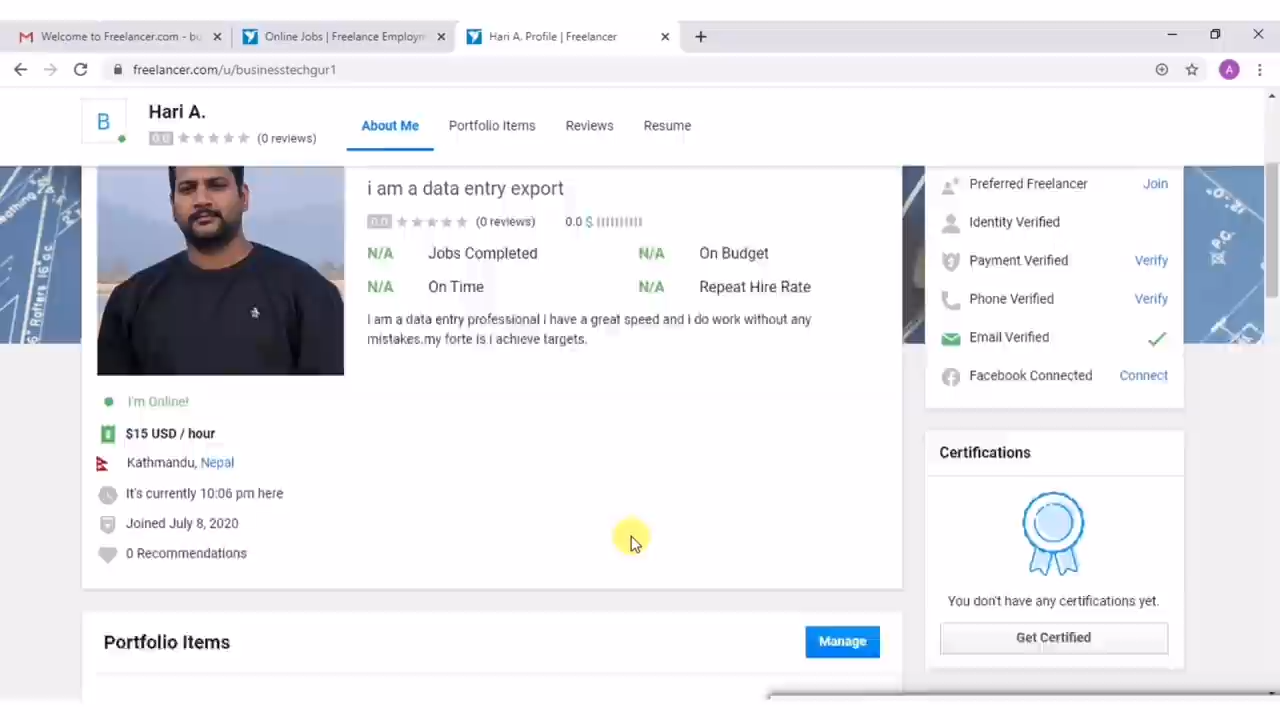 Welcome to Freelancer.com - bu
Online Jobs | Freelance Employm
Hari A. Profile | Freelancer
freelancer.com/u/businesstechgur1
A
B
Hari A.
0.0 (0 reviews)
About Me
Portfolio Items
Reviews
Resume
i am a data entry export
0.0 (0 reviews) 0.0 $
N/A Jobs Completed N/A On Budget
N/A On Time N/A Repeat Hire Rate
I am a data entry professional i have a great speed and i do work without any
mistakes.my forte is i achieve targets.
I'm Online!
$15 USD / hour
Kathmandu, Nepal
It's currently 10:06 pm here
Joined July 8, 2020
0 Recommendations
Portfolio Items
Manage
Preferred Freelancer Join
Identity Verified
Payment Verified Verify
Phone Verified Verify
Email Verified
Facebook Connected Connect
Certifications
You don't have any certifications yet.
Get Certified